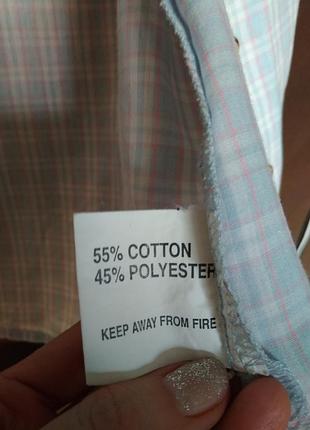 55% COTTON
45% POLYESTER
KEEP AWAY FROM FIRE